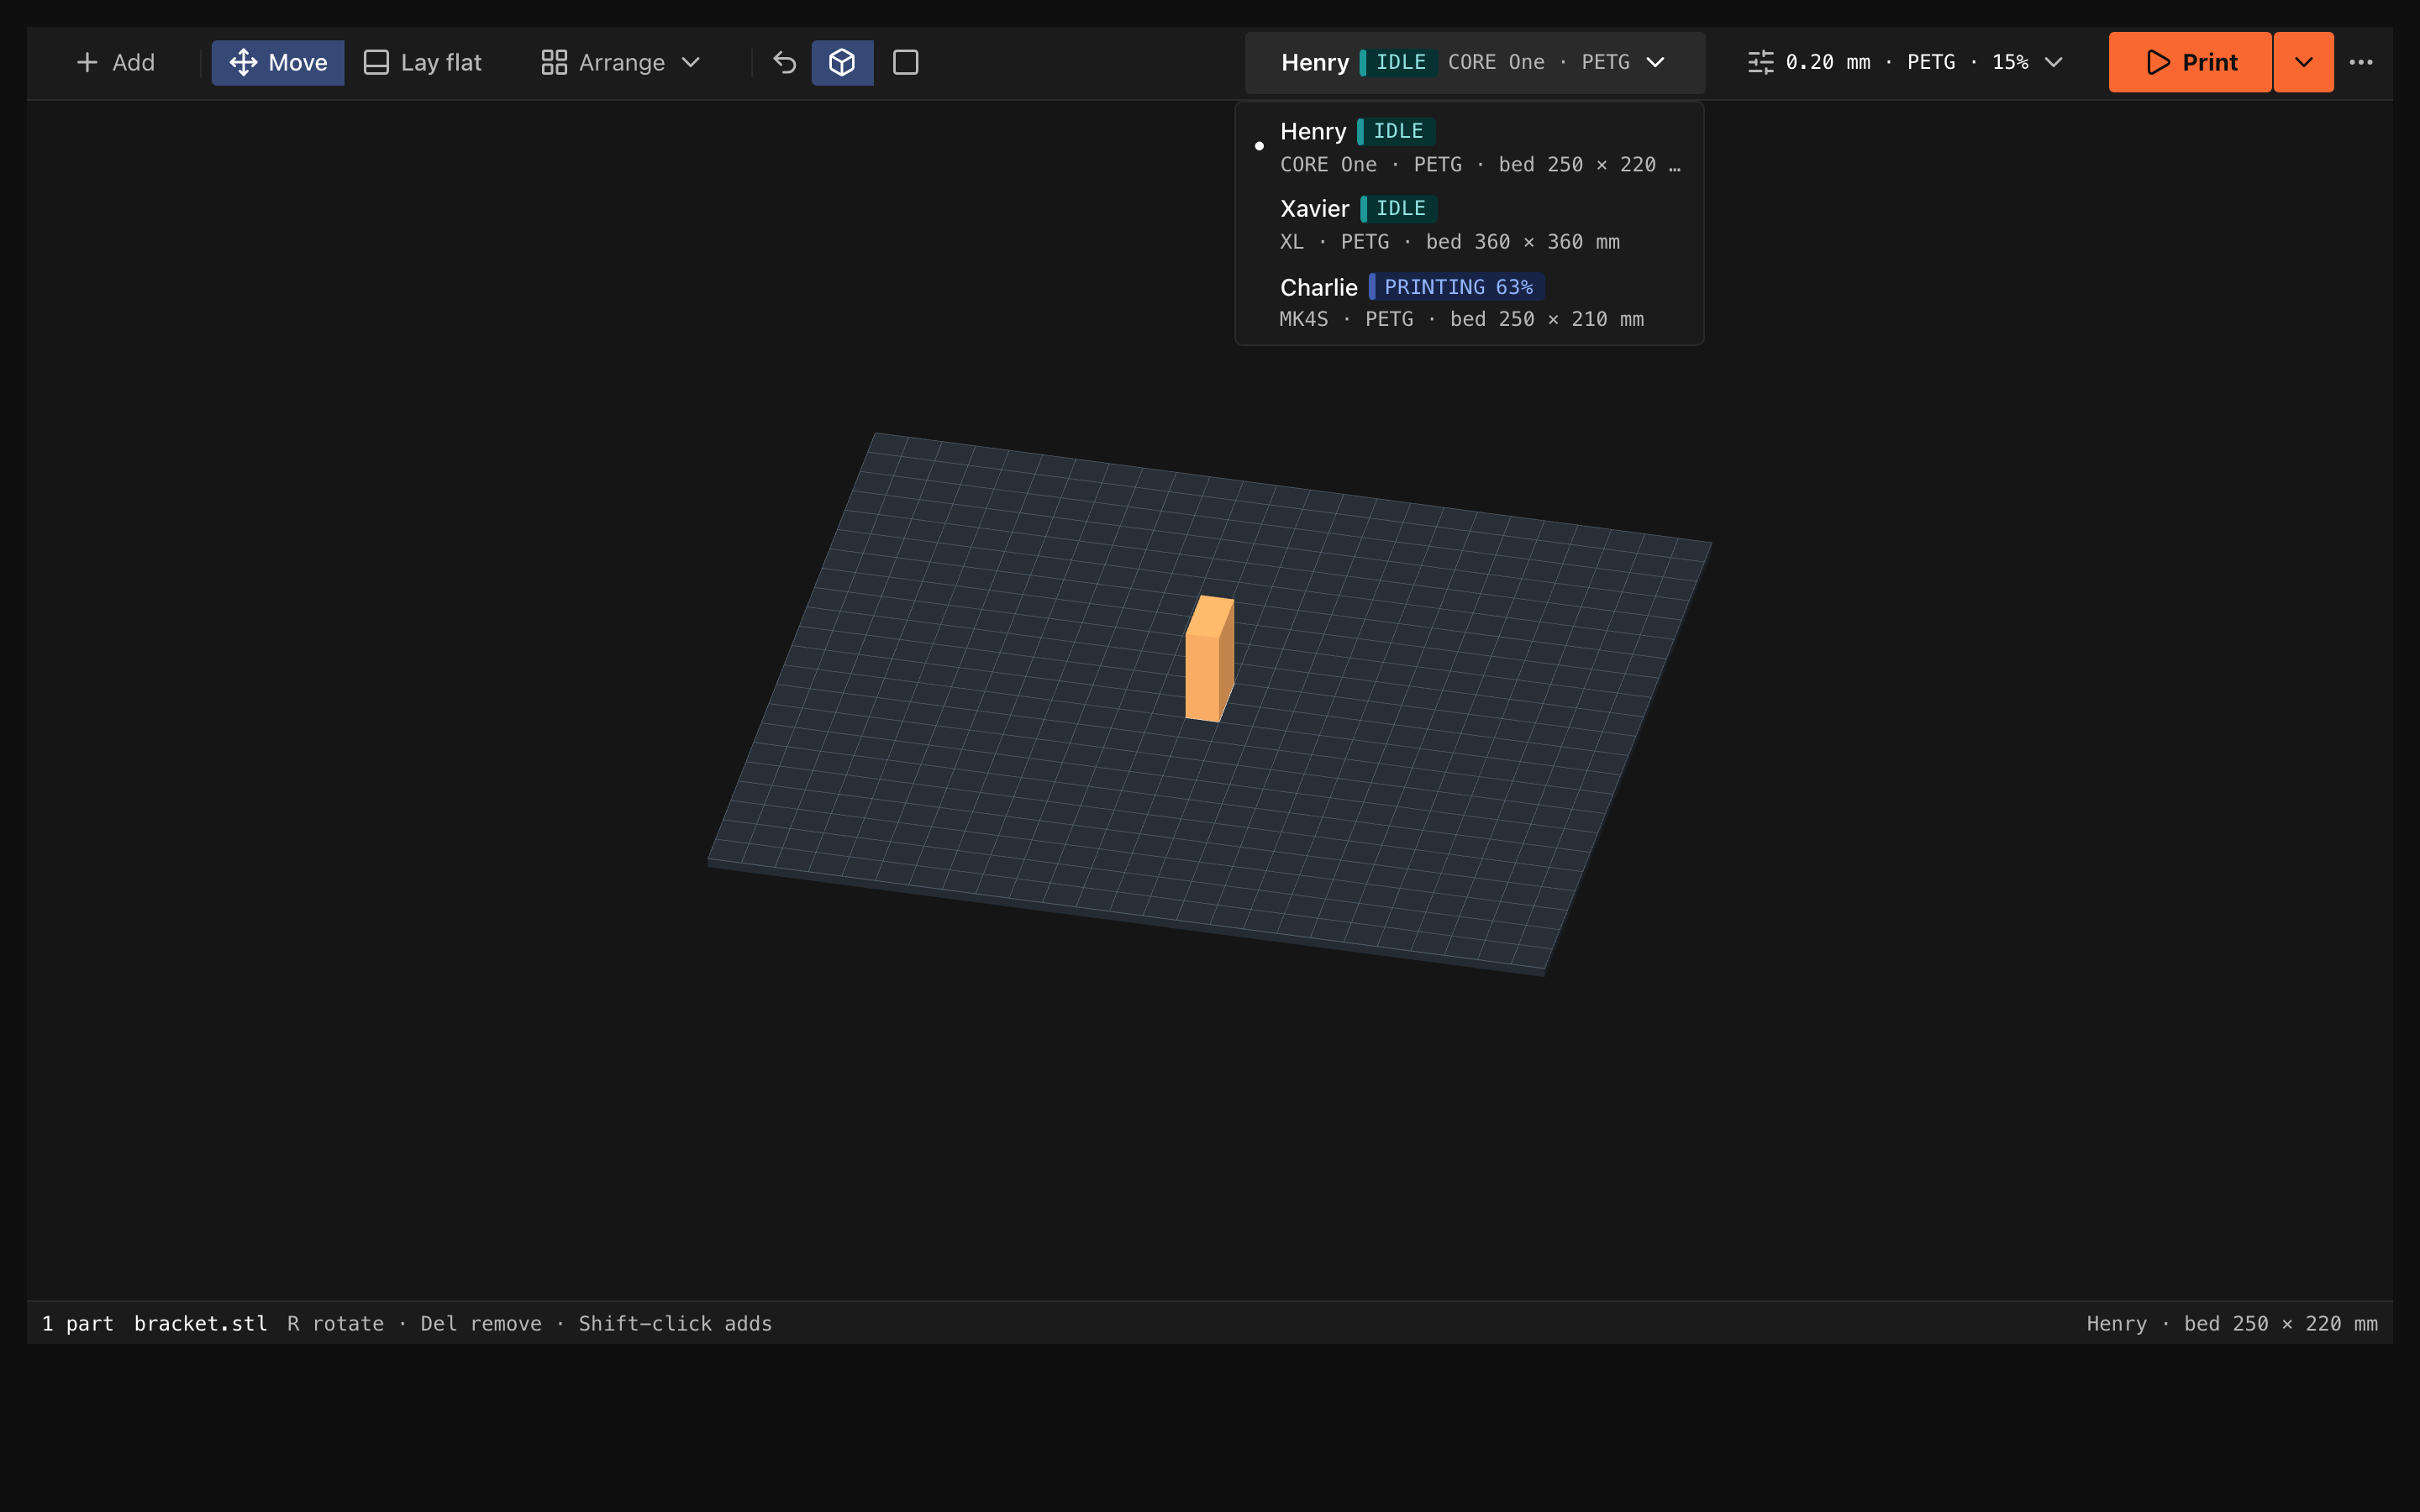 Add Move Lay flat Arrange Henry IDLE CORE One · PETG 0.20 mm · PETG · 15% Print
Henry IDLE
CORE One · PETG · bed 250 × 220 …
Xavier IDLE
XL · PETG · bed 360 × 360 mm
Charlie PRINTING 63%
MK4S · PETG · bed 250 × 210 mm
1 part bracket.stl R rotate · Del remove · Shift–click adds Henry · bed 250 × 220 mm